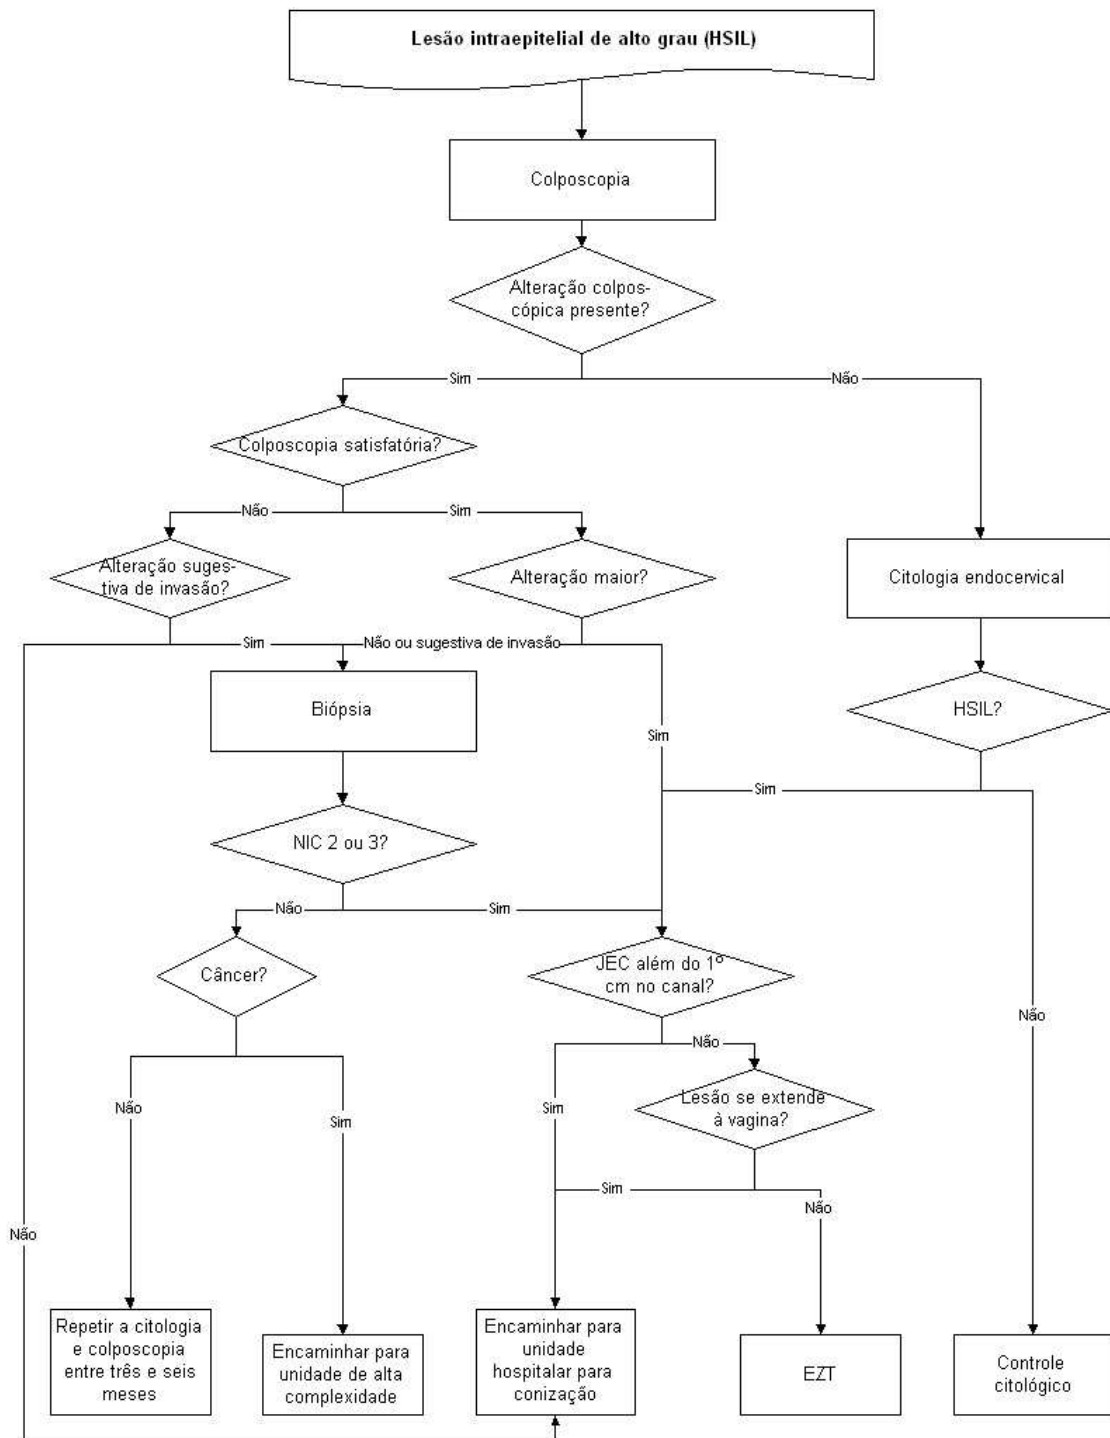 Lesão intraepitelial de alto grau (HSIL)
Colposcopia
Alteração colpos-
cópica presente?
Sim
Não
Colposcopia satisfatória?
Não
Sim
Alteração suges-
tiva de invasão?
Alteração maior?
Citologia endocervical
Sim
Não ou sugestiva de invasão
Biópsia
HSIL?
Sim
Sim
NIC 2 ou 3?
Não
Sim
Câncer?
JEC além do 1º
cm no canal?
Não
Não
Lesão se extende
à vagina?
Não
Sim
Sim
Sim
Não
Não
Repetir a citologia
e colposcopia
entre três e seis
meses
Encaminhar para
unidade de alta
complexidade
Encaminhar para
unidade
hospitalar para
conização
EZT
Controle
citológico